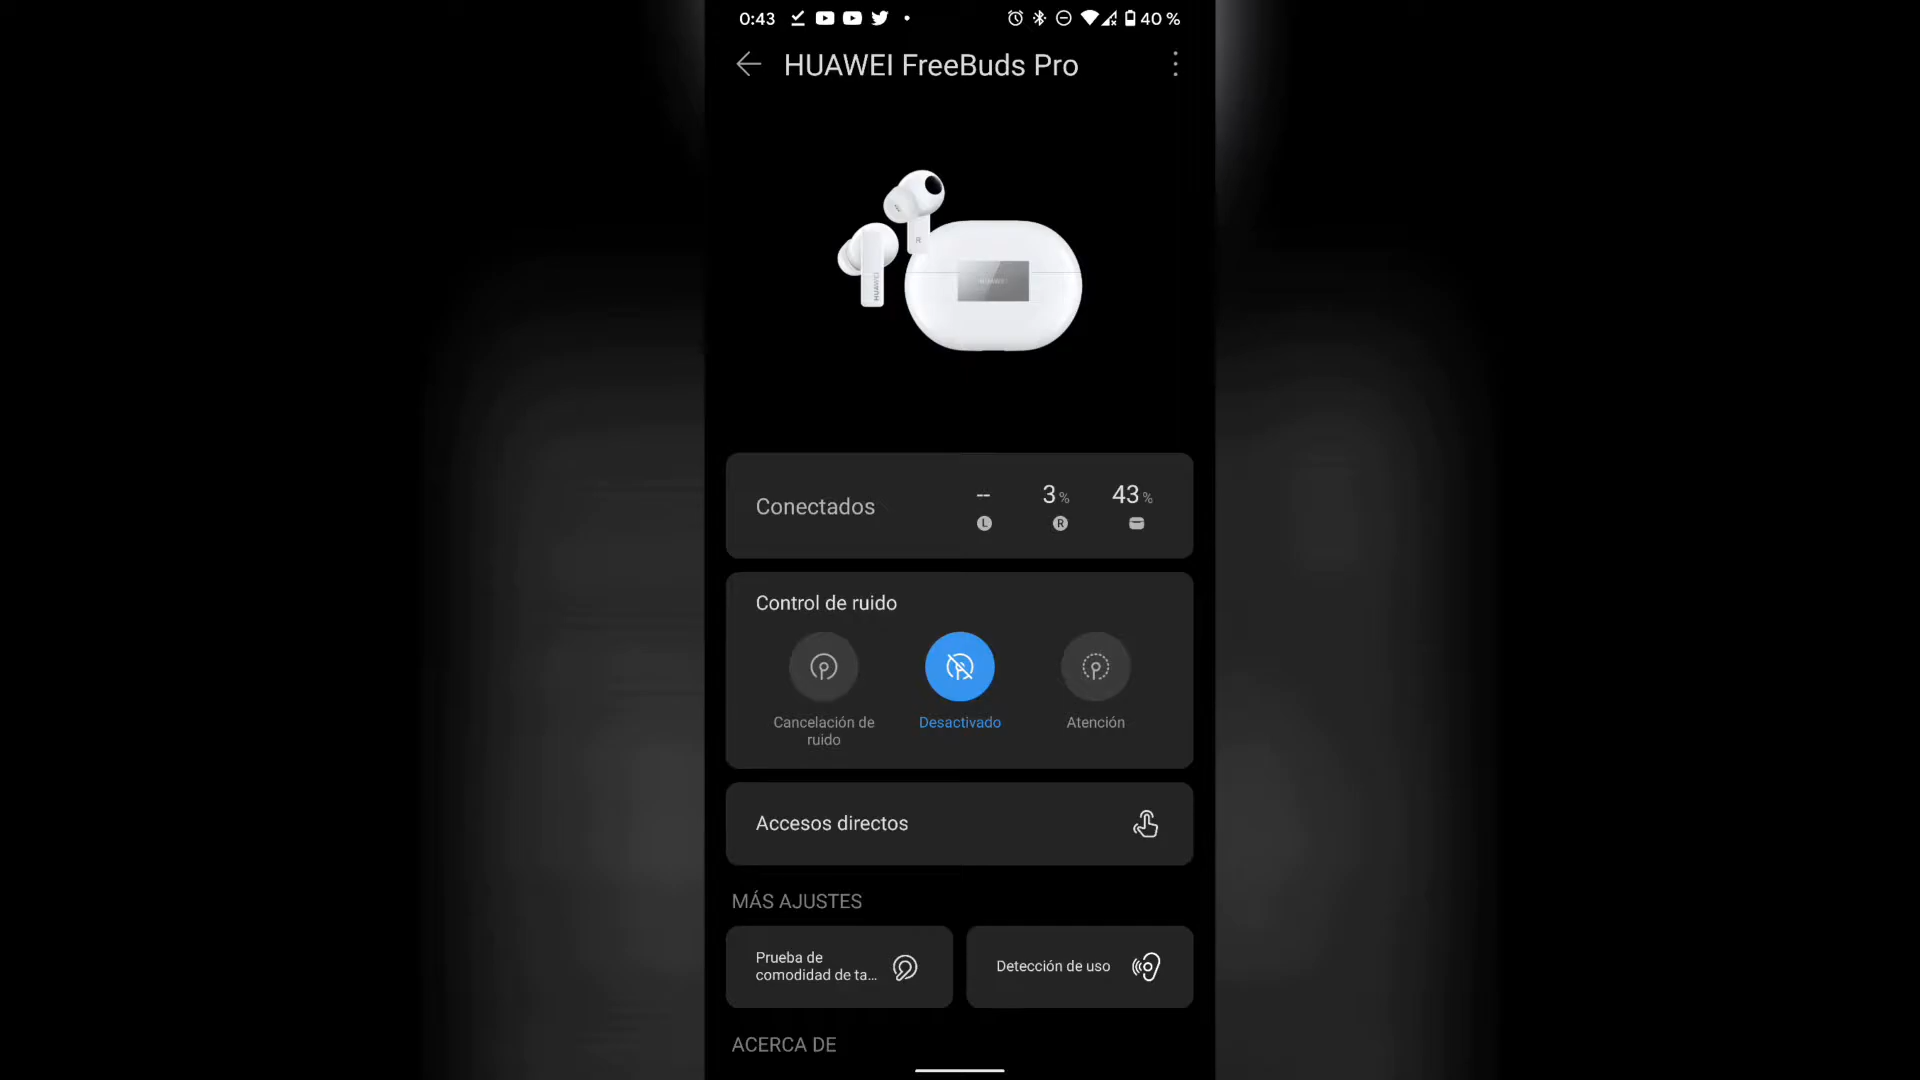 0:43 40 %
HUAWEI FreeBuds Pro
R
HUAWEI
Conectados -- 3% 43%
L R
Control de ruido
Cancelación de
ruido
Desactivado
Atención
Accesos directos
MÁS AJUSTES
Prueba de
comodidad de ta...
Detección de uso
ACERCA DE